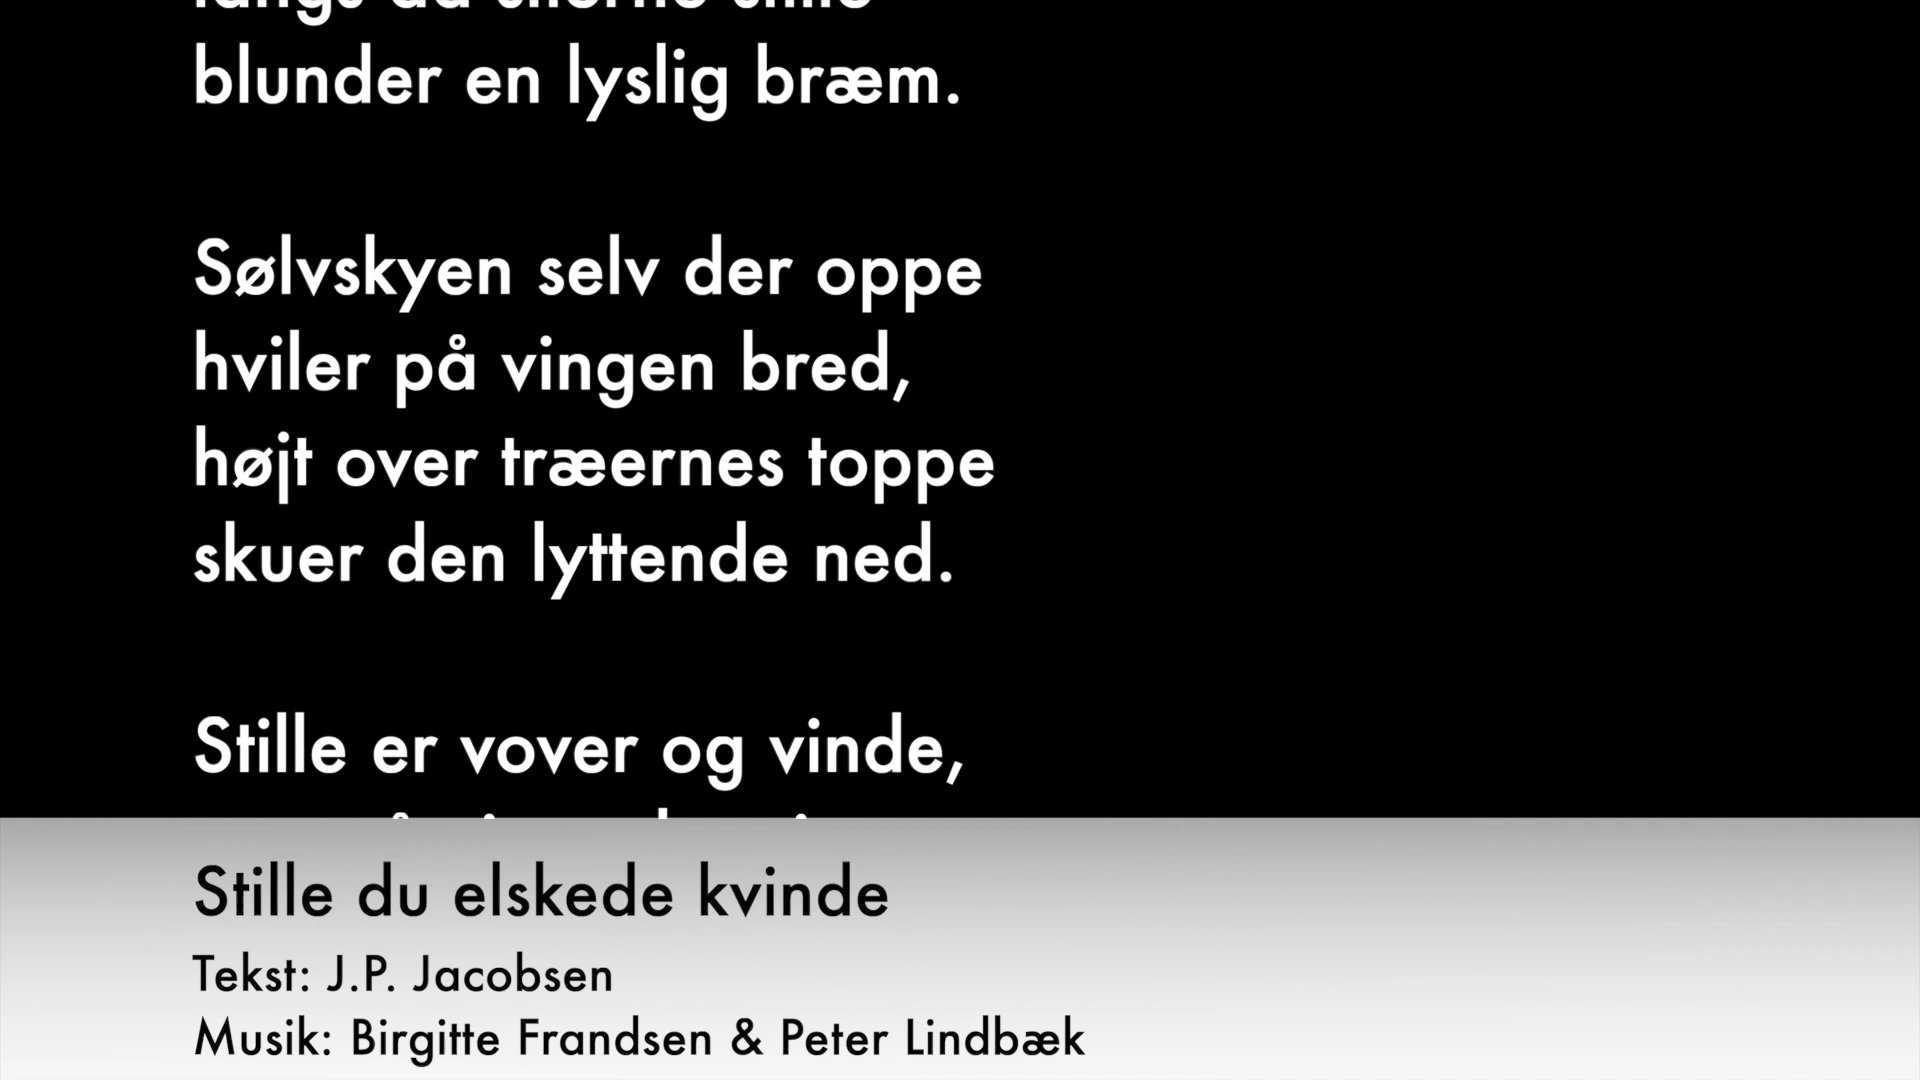 blunder en lyslig bræm.
Sølvskyen selv der oppe
hviler på vingen bred,
højt over træernes toppe
skuer den lyttende ned.
Stille er vover og vinde,
Stille du elskede kvinde
Tekst: J.P. Jacobsen
Musik: Birgitte Frandsen & Peter Lindbæk